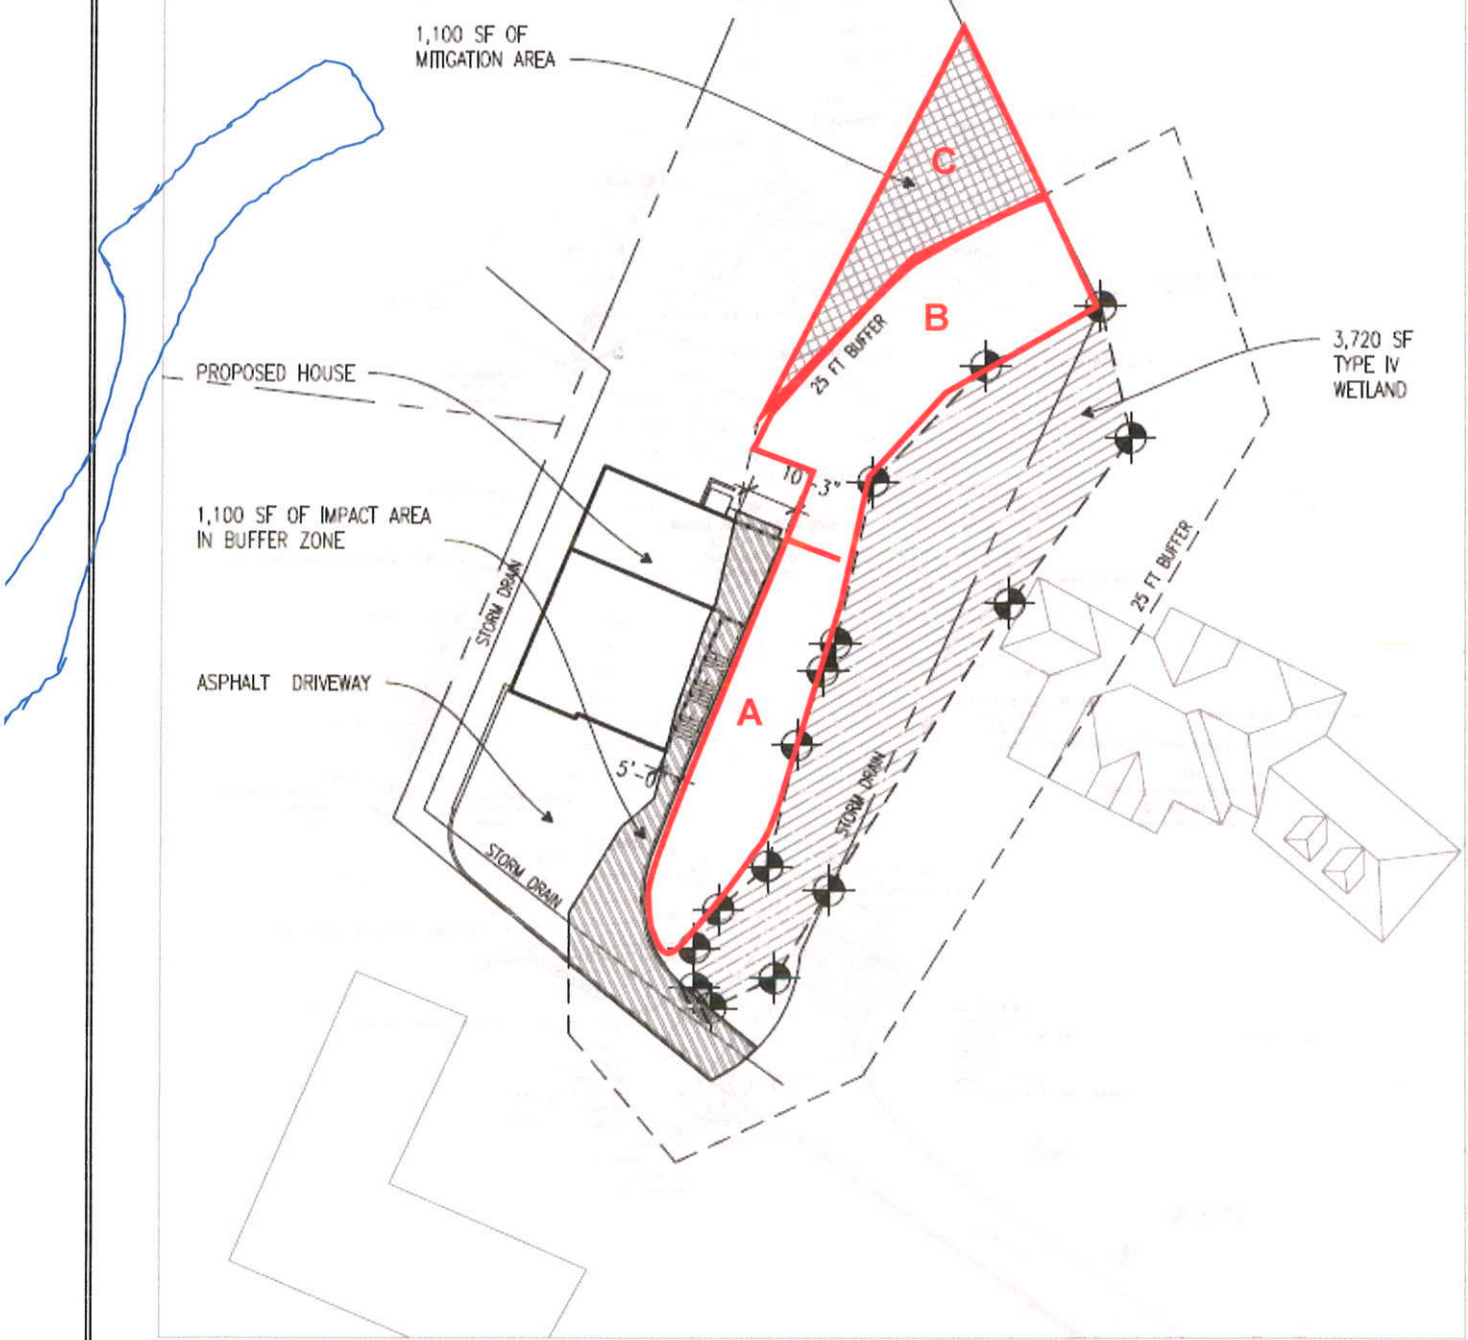 1,100 SF OF
MITIGATION AREA
C
B
25 FT BUFFER
3,720 SF
TYPE IV
WETLAND
PROPOSED HOUSE
10 -3"
1,100 SF OF IMPACT AREA
IN BUFFER ZONE
STORM DRAIN
25 FT BUFFER
ASPHALT DRIVEWAY
A
5'-0
STORM DRAIN
STORM DRAIN